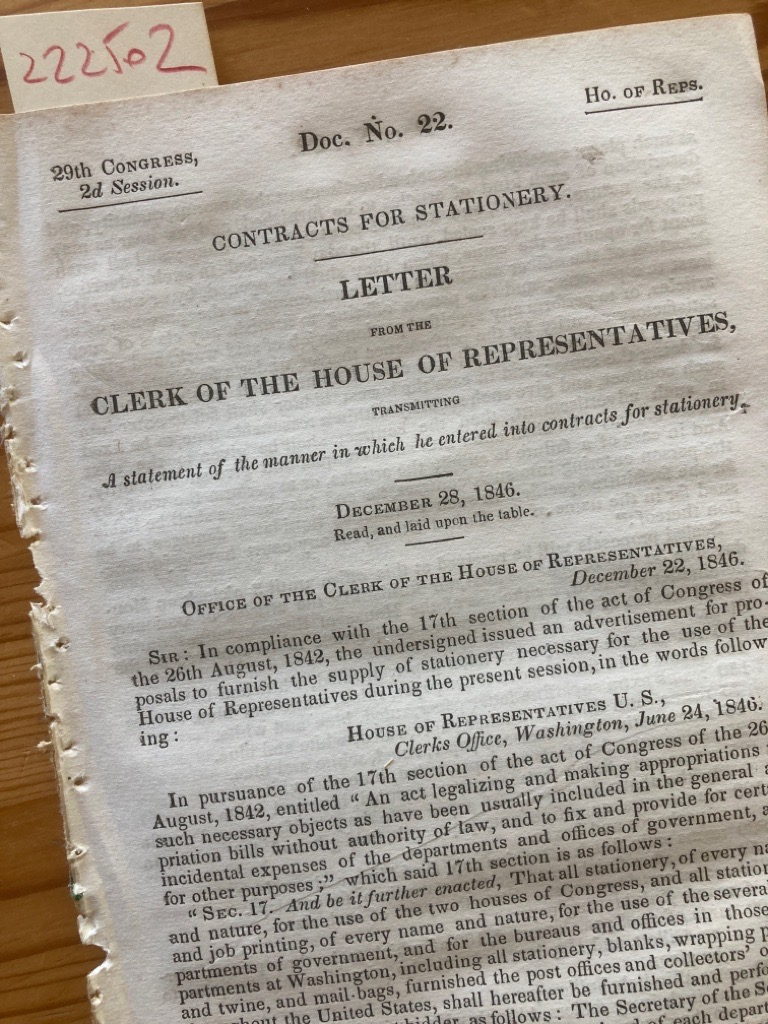 222502
29th Congress,
2d Session.
Doc. No. 22.
Ho. of Reps.
CONTRACTS FOR STATIONERY.
LETTER
FROM THE
CLERK OF THE HOUSE OF REPRESENTATIVES,
TRANSMITTING
A statement of the manner in which he entered into contracts for stationery.
December 28, 1846.
Read, and laid upon the table.
Office of the Clerk of the House of Representatives,
December 22, 1846.
Sir: In compliance with the 17th section of the act of Congress of
the 26th August, 1842, the undersigned issued an advertisement for pro-
posals to furnish the supply of stationery necessary for the use of the
House of Representatives during the present session, in the words follow
ing:
House of Representatives U. S.,
Clerks Office, Washington, June 24, 1846.
In pursuance of the 17th section of the act of Congress of the 26
August, 1842, entitled "An act legalizing and making appropriations
such necessary objects as have been usually included in the general a
priation bills without authority of law, and to fix and provide for cert
incidental expenses of the departments and offices of government, a
for other purposes;" which said 17th section is as follows:
"Sec. 17. And be it further enacted, That all stationery, of every na
and nature, for the use of the two houses of Congress, and all station
and job printing, of every name and nature, for the use of the severa
partments of government, and for the bureaus and offices in those
partments at Washington, including all stationery, blanks, wrapping p
and twine, and mail-bags, furnished the post offices and collectors' o
the United States, shall hereafter be furnished and perfo
bidder, as follows: The Secretary of the S
of each depart